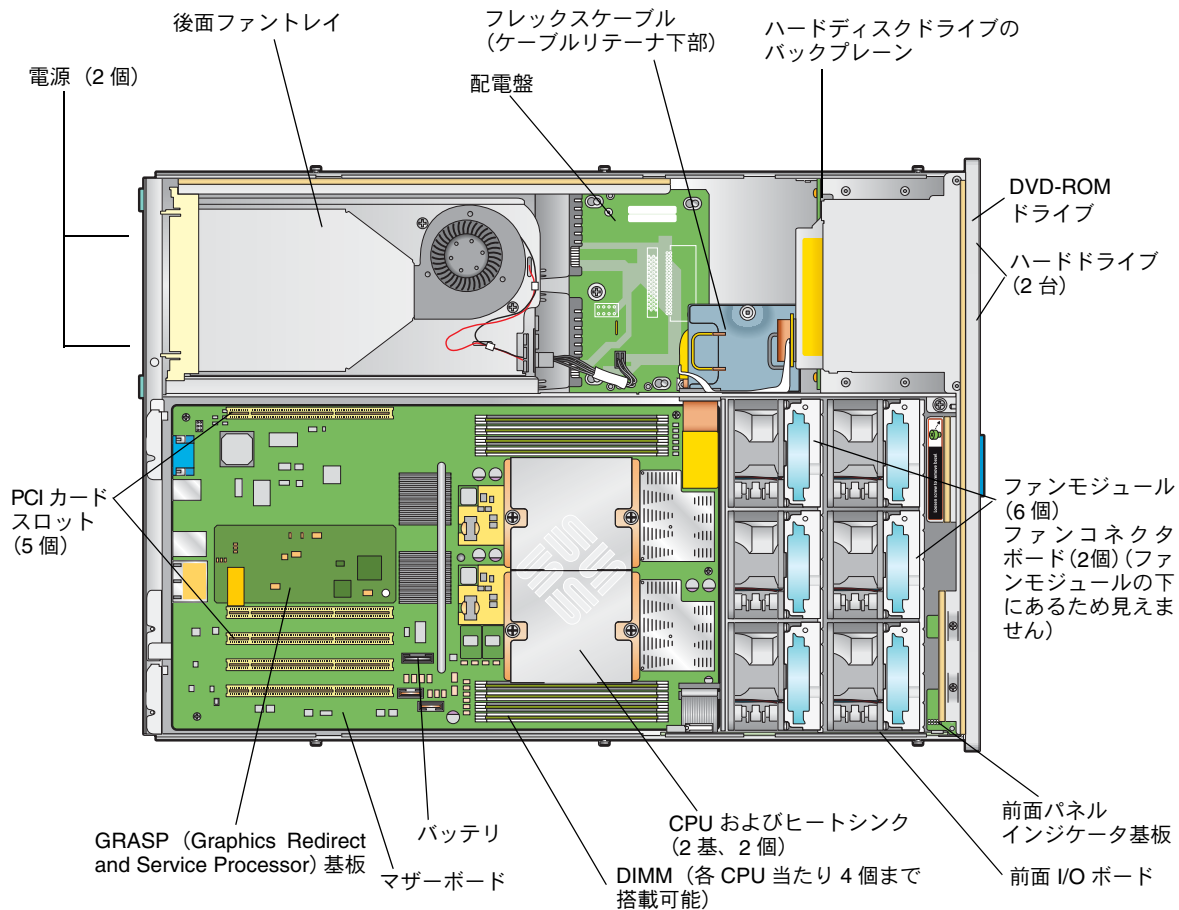 後面ファントレイ
フレックスケーブル
（ケーブルリテーナ下部）
ハードディスクドライブの
バックプレーン
電源（2 個）
配電盤
DVD-ROM
ドライブ
ハードドライブ
（2 台）
PCI カード
スロット
（5 個）
ファンモジュール
（6 個）
ファンコネクタ
ボード（2個）（ファ
ンモジュールの下
にあるため見えま
せん）
Sun
GRASP（Graphics Redirect
and Service Processor）基板
バッテリ
マザーボード
CPU およびヒートシンク
（2 基、2 個）
DIMM（各 CPU 当たり 4 個まで
搭載可能）
前面パネル
インジケータ基板
前面 I/O ボード